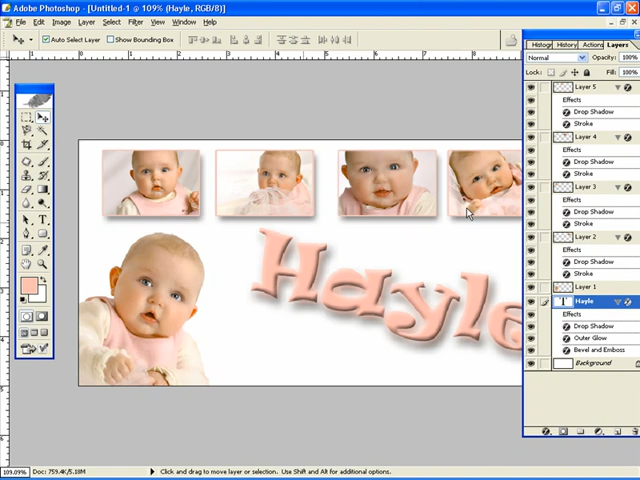 Adobe Photoshop - [Untitled-1 @ 109% (Hayle, RGB/8)]
File Edit Image Layer Select Filter View Window Help
Auto Select Layer Show Bounding Box
Histogr History Actions Layers
Normal Opacity: 100%
Lock: Fill: 100%
Layer 5
Effects
Drop Shadow
Stroke
Layer 4
Effects
Drop Shadow
Stroke
Layer 3
Effects
Drop Shadow
Stroke
Layer 2
Effects
Drop Shadow
Stroke
Layer 1
T Hayle
Effects
Drop Shadow
Outer Glow
Bevel and Emboss
Background
Hayle
109.09% Doc: 759.4K/5.18M Click and drag to move layer or selection. Use Shift and Alt for additional options.